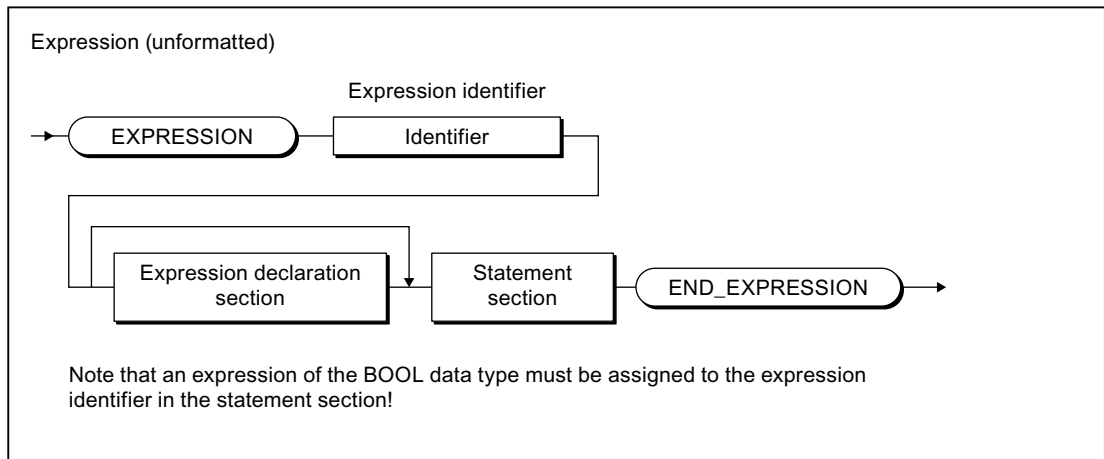 Expression (unformatted)
Expression identifier
EXPRESSION
Identifier
Expression declaration
section
Statement
section
END_EXPRESSION
Note that an expression of the BOOL data type must be assigned to the expression
identifier in the statement section!